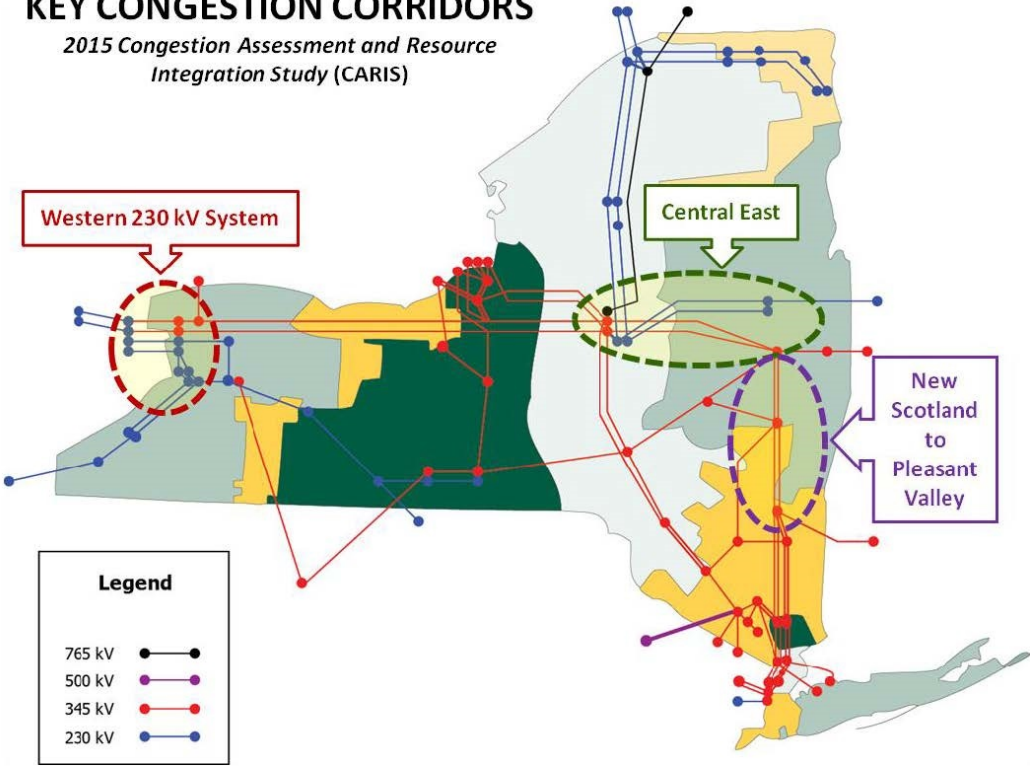 KEY CONGESTION CORRIDORS
2015 Congestion Assessment and Resource
Integration Study (CARIS)
Western 230 kV System
Central East
New
Scotland
to
Pleasant
Valley
Legend
765 kV
500 kV
345 kV
230 kV